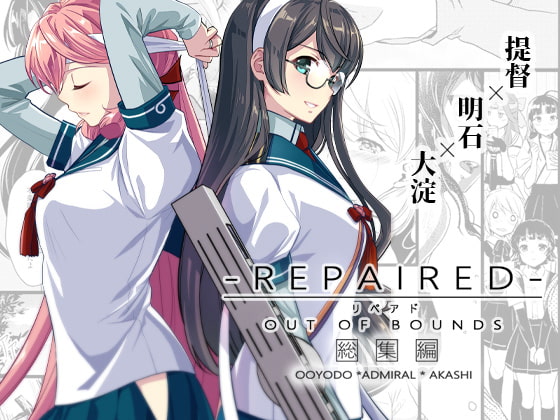 提督
×
明石
×
大淀
-REPAIRED-
リペアド
OUT OF BOUNDS
総集編
OOYODO *ADMIRAL * AKASHI